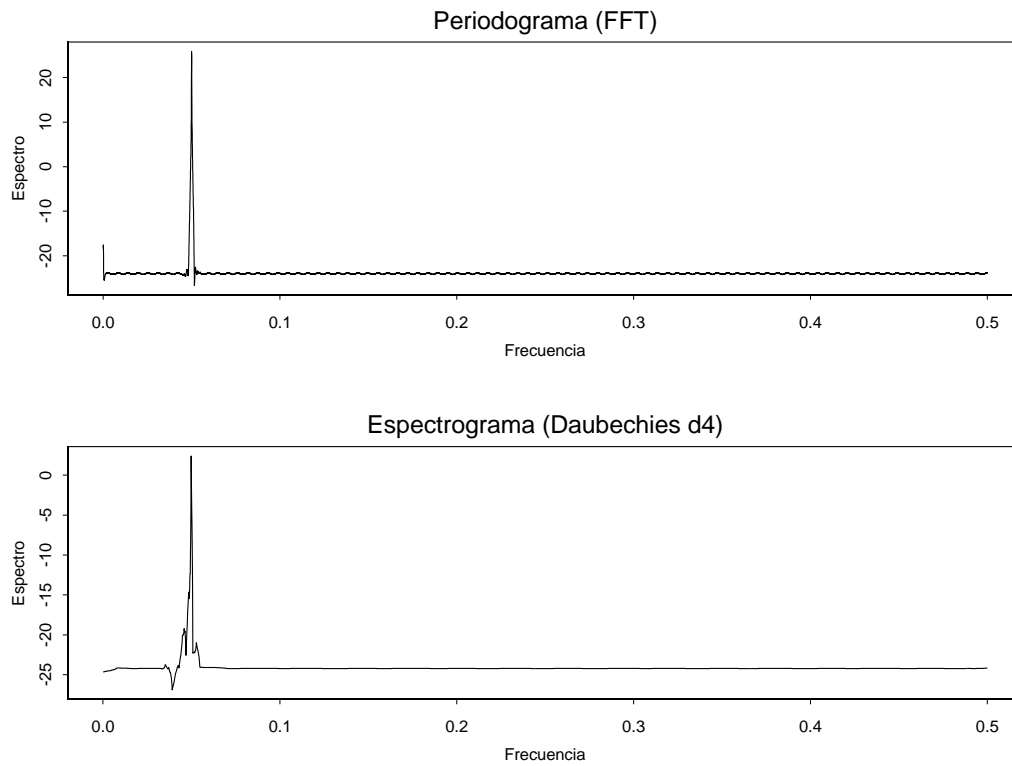 Periodograma (FFT)
Espectro
20
10
0
-10
-20
0.0 0.1 0.2 0.3 0.4 0.5
Frecuencia
Espectrograma (Daubechies d4)
Espectro
0
-5
-10
-15
-20
-25
0.0 0.1 0.2 0.3 0.4 0.5
Frecuencia